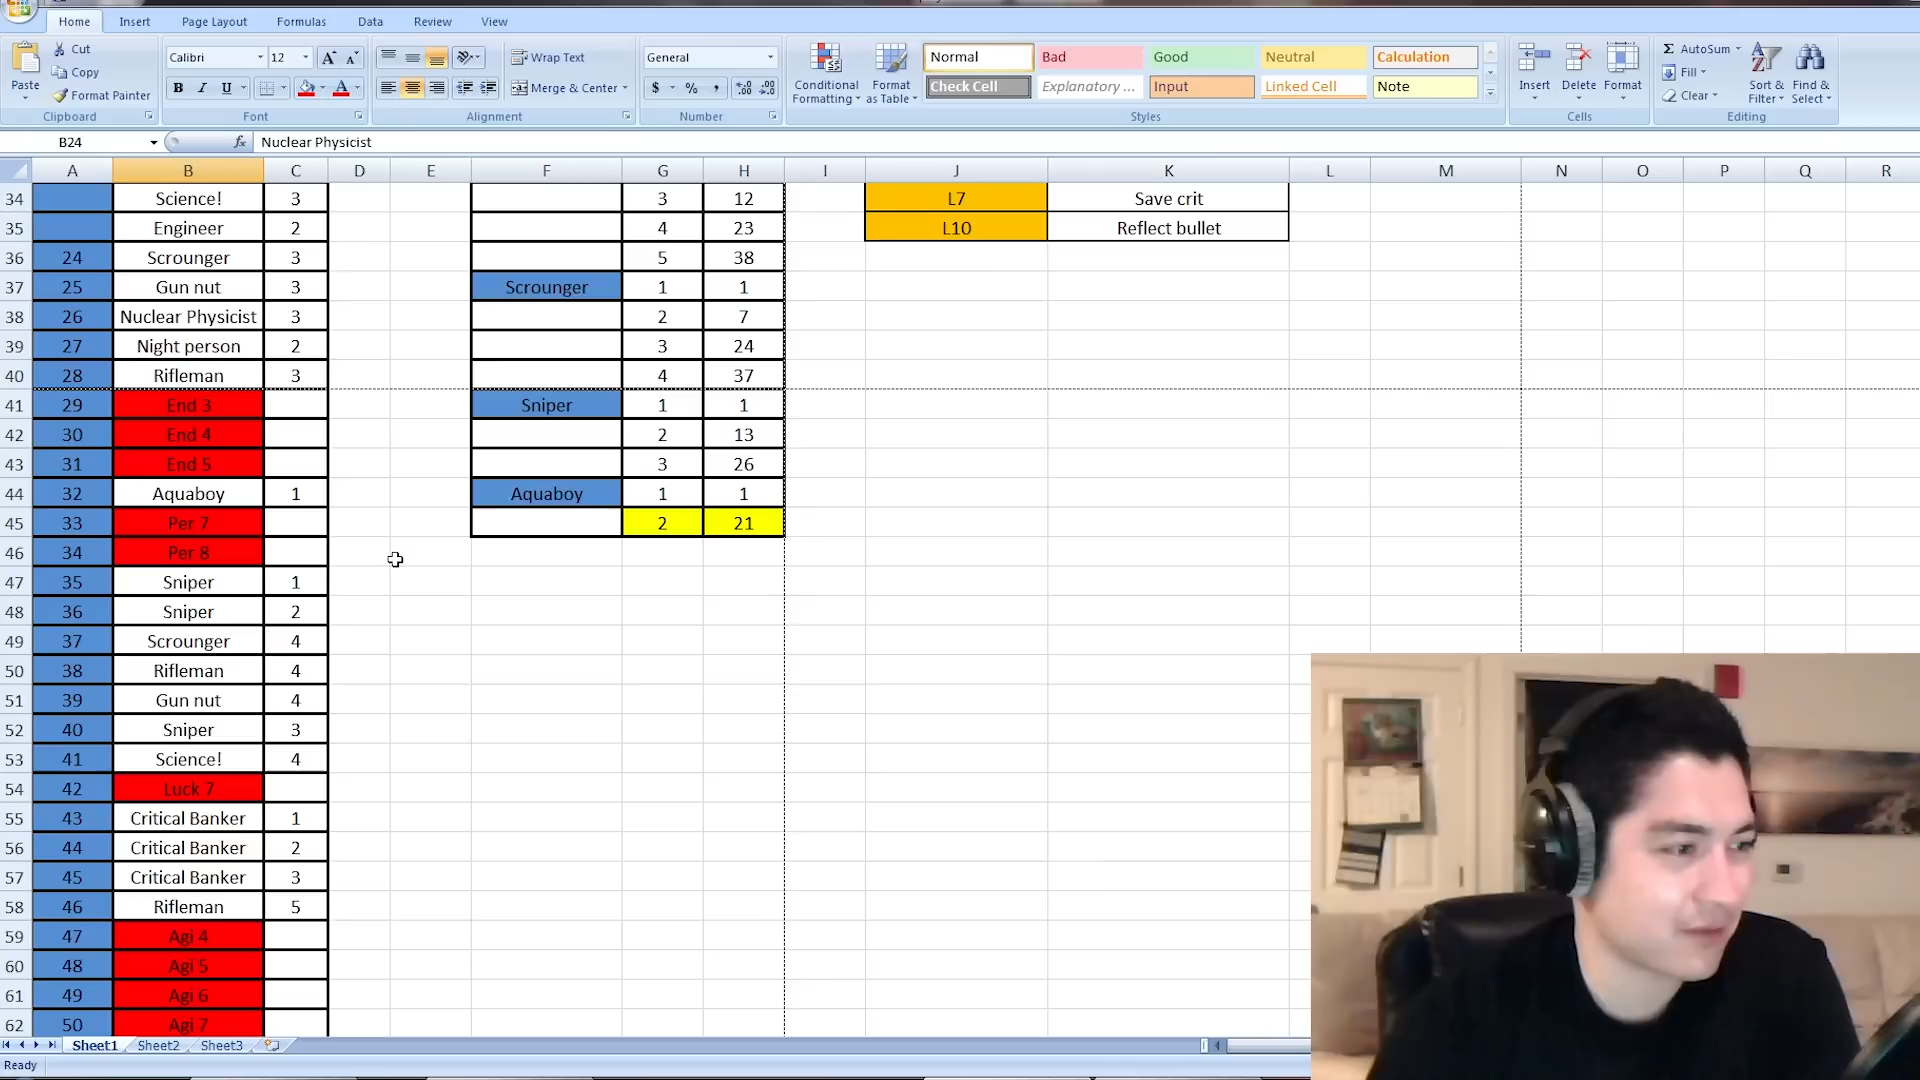 Home Insert Page Layout Formulas Data Review View
Cut
Copy
Format Painter
Paste
Clipboard
Calibri 12
B I U
Font
Wrap Text
Merge & Center
Alignment
General
$ % ,
Number
Conditional Formatting
Format as Table
Normal Bad Good Neutral Calculation
Check Cell Explanatory ... Input Linked Cell Note
Styles
Insert Delete Format
Cells
AutoSum
Fill
Clear
Sort & Filter
Find & Select
Editing
B24 fx Nuclear Physicist
A B C D E F G H I J K L M N O P Q R
34 Science! 3 3 12 L7 Save crit
35 Engineer 2 4 23 L10 Reflect bullet
36 24 Scrounger 3 5 38
37 25 Gun nut 3 Scrounger 1 1
38 26 Nuclear Physicist 3 2 7
39 27 Night person 2 3 24
40 28 Rifleman 3 4 37
41 29 End 3 Sniper 1 1
42 30 End 4 2 13
43 31 End 5 3 26
44 32 Aquaboy 1 Aquaboy 1 1
45 33 Per 7 2 21
46 34 Per 8
47 35 Sniper 1
48 36 Sniper 2
49 37 Scrounger 4
50 38 Rifleman 4
51 39 Gun nut 4
52 40 Sniper 3
53 41 Science! 4
54 42 Luck 7
55 43 Critical Banker 1
56 44 Critical Banker 2
57 45 Critical Banker 3
58 46 Rifleman 5
59 47 Agi 4
60 48 Agi 5
61 49 Agi 6
62 50 Agi 7
Sheet1 Sheet2 Sheet3
Ready